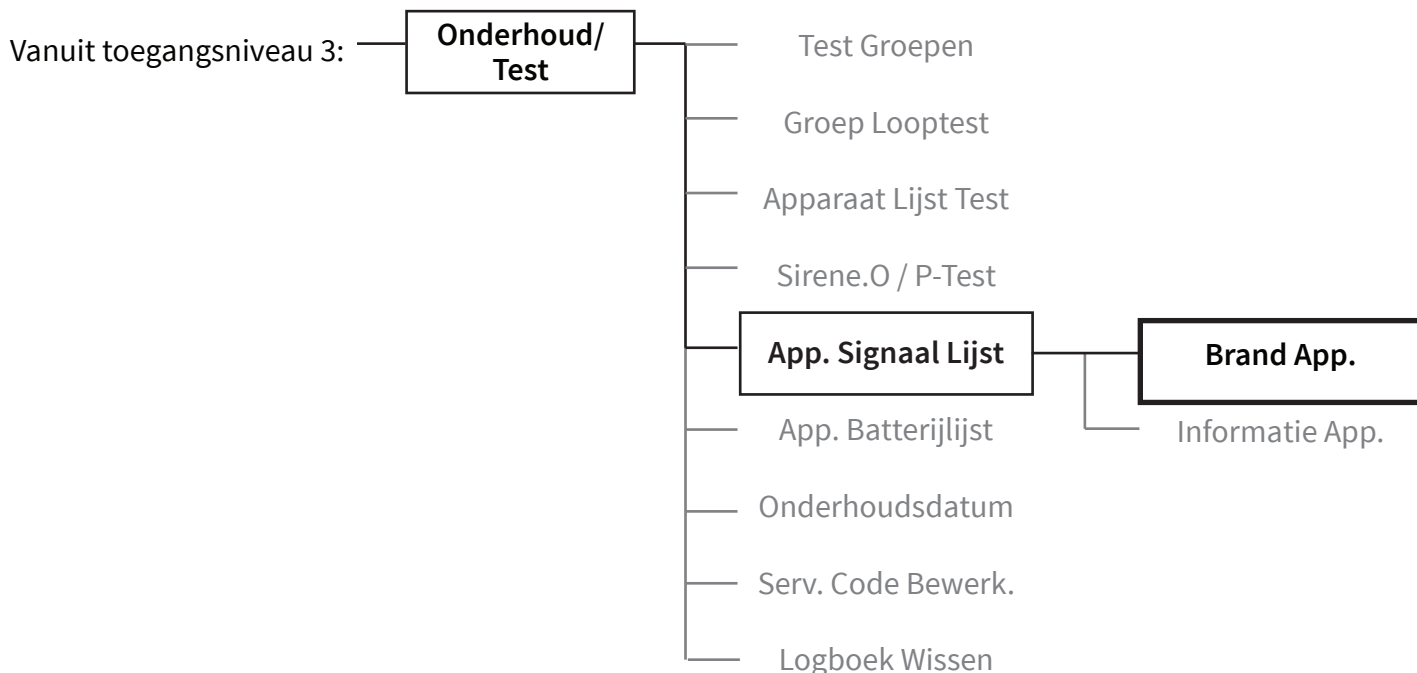 Vanuit toegangsniveau 3:
Onderhoud/
Test
Test Groepen
Groep Looptest
Apparaat Lijst Test
Sirene.O / P-Test
App. Signaal Lijst
Brand App.
App. Batterijlijst
Informatie App.
Onderhoudsdatum
Serv. Code Bewerk.
Logboek Wissen